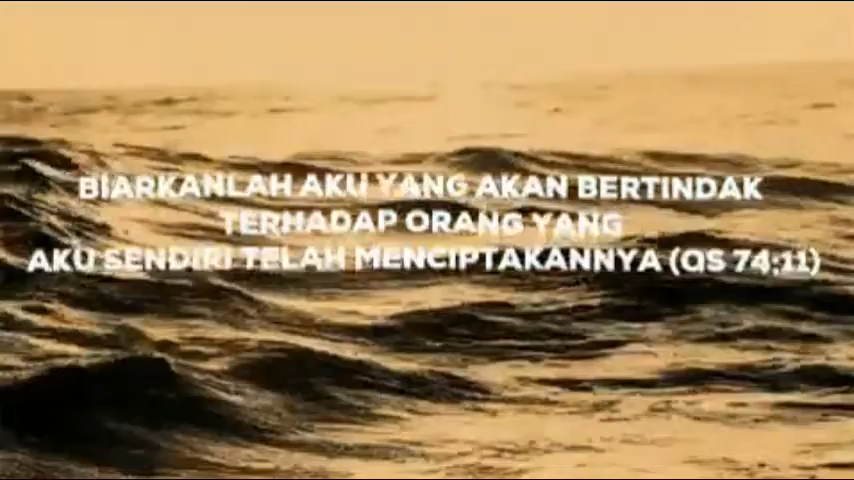 BIARKANLAH AKU YANG AKAN BERTINDAK
TERHADAP ORANG YANG
AKU SENDIRI TELAH MENCIPTAKANNYA (QS 74:11)